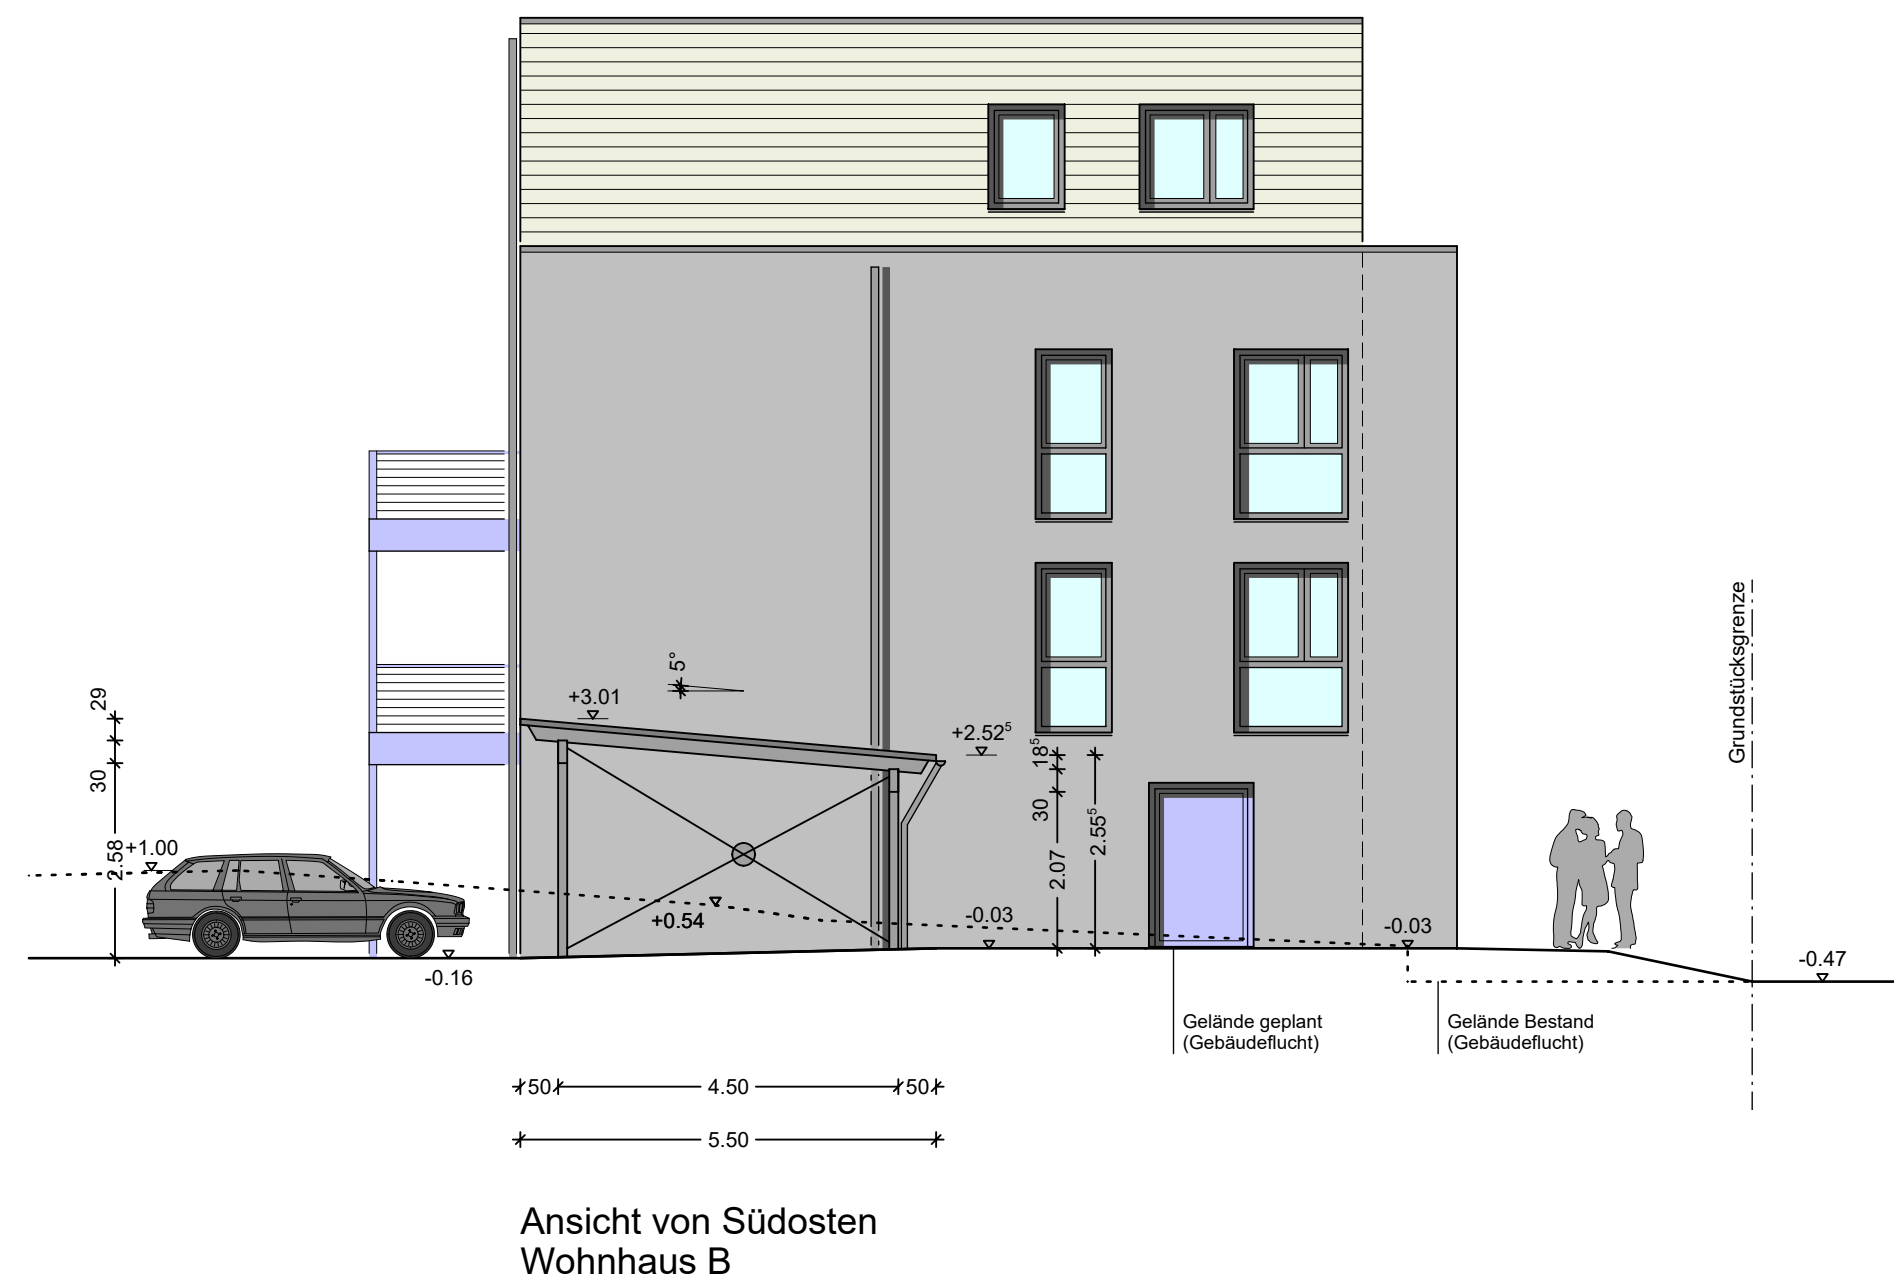 Grundstücksgrenze
5°
+3.01
29
+2.52⁵
18⁵
30
30
2.55⁵
2.58
+1.00
2.07
+0.54
-0.03
-0.03
-0.16
-0.47
Gelände geplant
(Gebäudeflucht)
Gelände Bestand
(Gebäudeflucht)
50
4.50
50
5.50
Ansicht von Südosten
Wohnhaus B